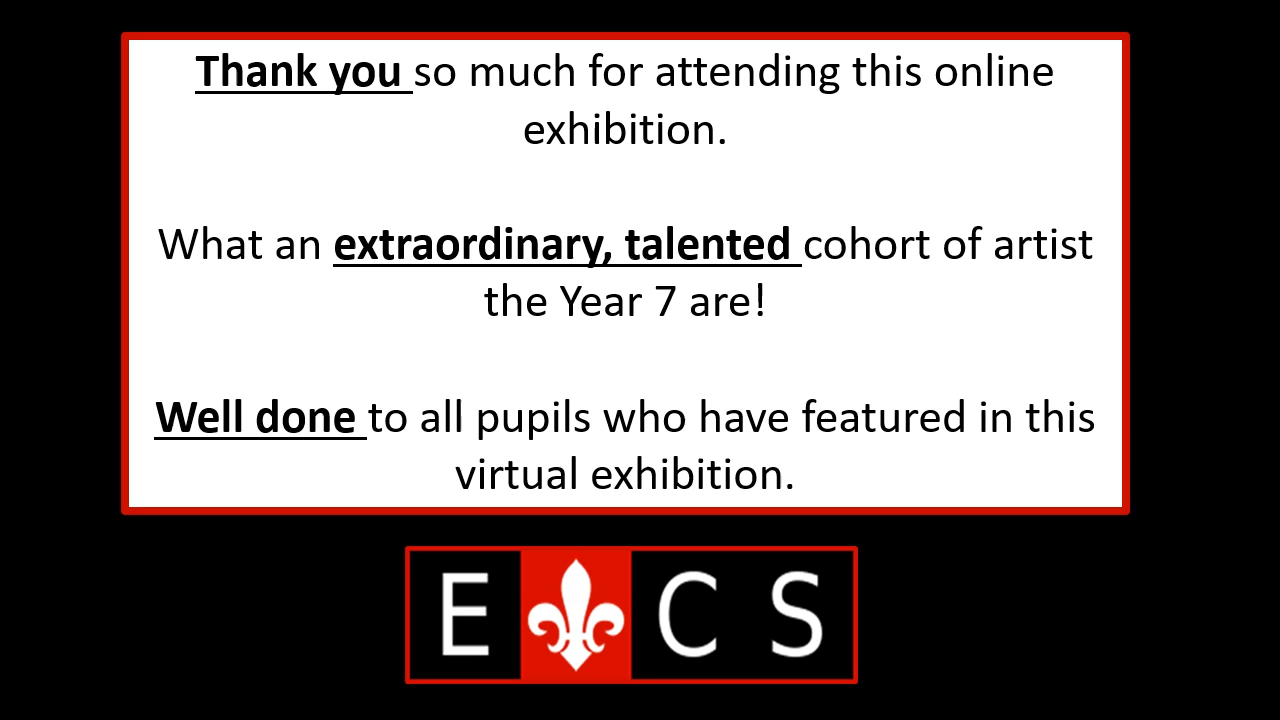 Thank you so much for attending this online
exhibition.
What an extraordinary, talented cohort of artist
the Year 7 are!
Well done to all pupils who have featured in this
virtual exhibition.
E C S